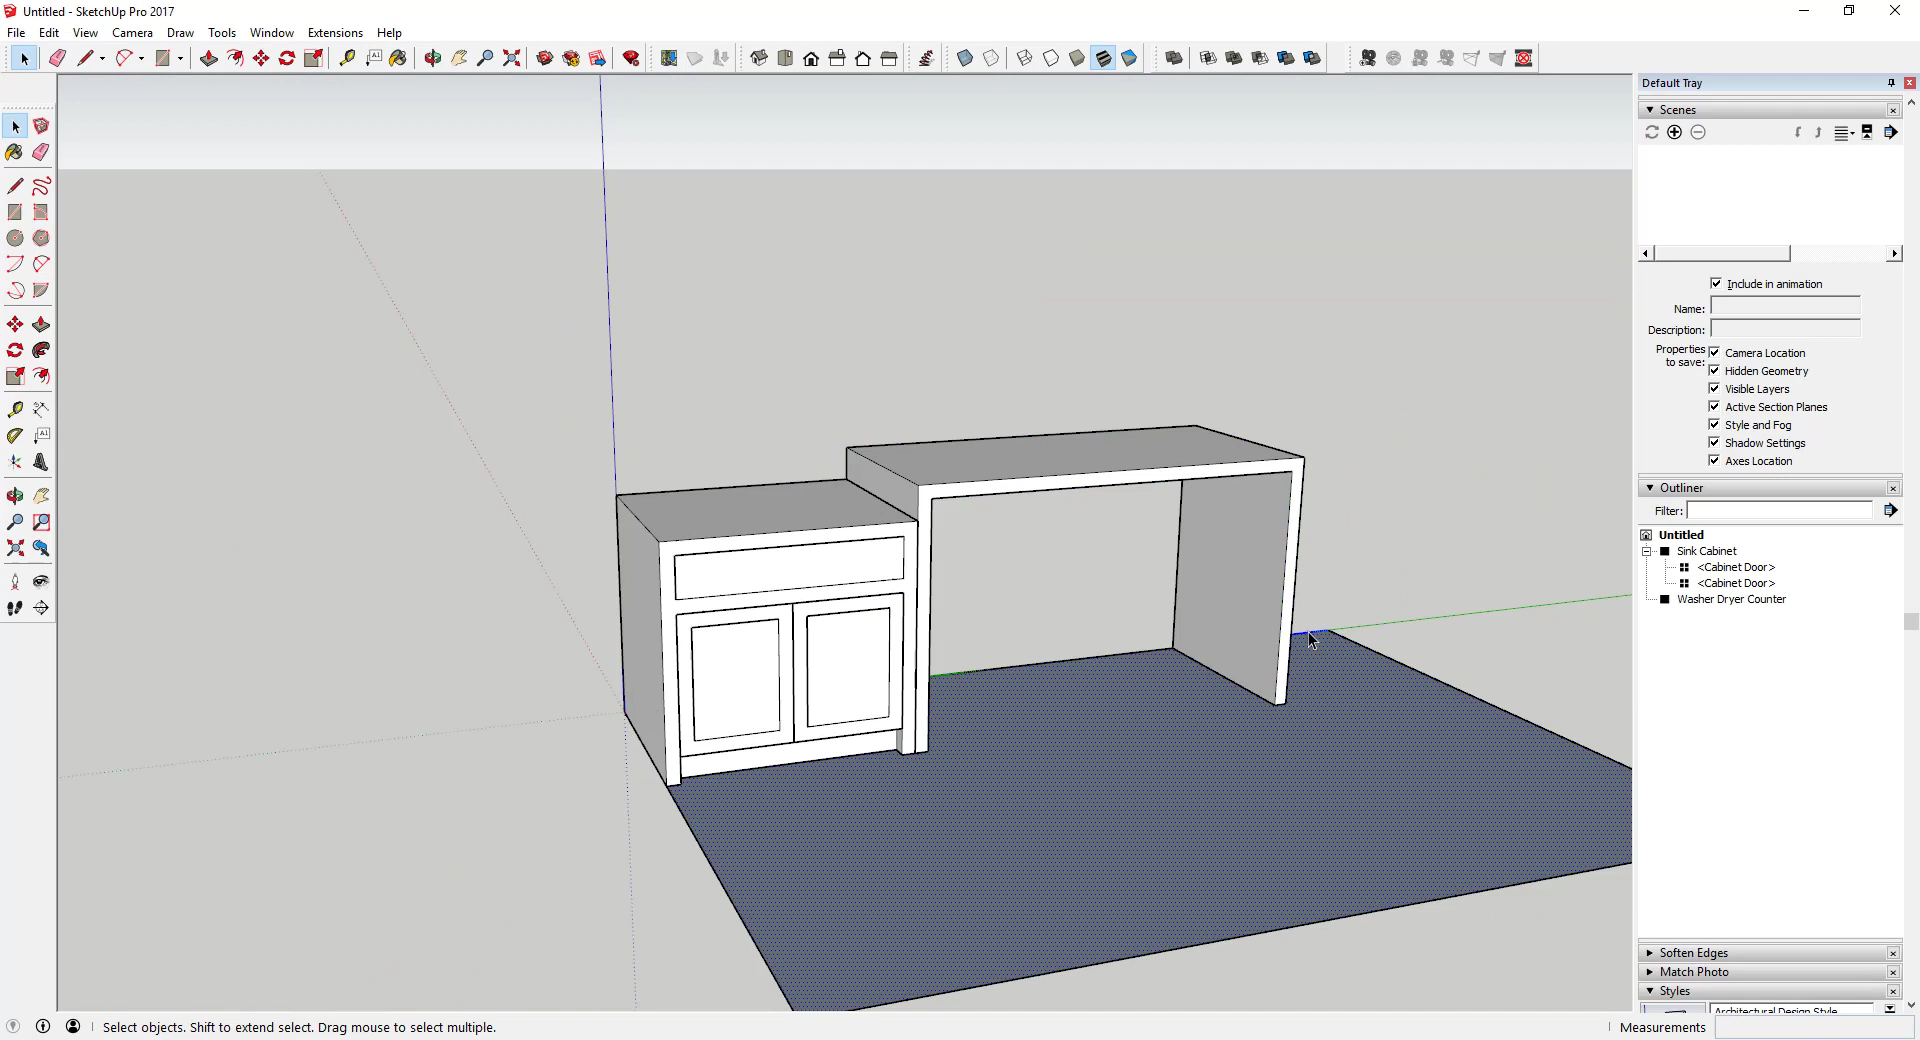 Untitled - SketchUp Pro 2017
File Edit View Camera Draw Tools Window Extensions Help
Default Tray
Scenes
Include in animation
Name:
Description:
Properties to save:
Camera Location
Hidden Geometry
Visible Layers
Active Section Planes
Style and Fog
Shadow Settings
Axes Location
Outliner
Filter:
Untitled
Sink Cabinet
<Cabinet Door>
<Cabinet Door>
Washer Dryer Counter
Soften Edges
Match Photo
Styles
Architectural Design Style
Select objects. Shift to extend select. Drag mouse to select multiple.
Measurements